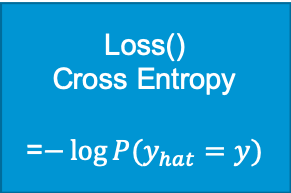 Loss()
Cross Entropy
=− log P(y_hat = y)